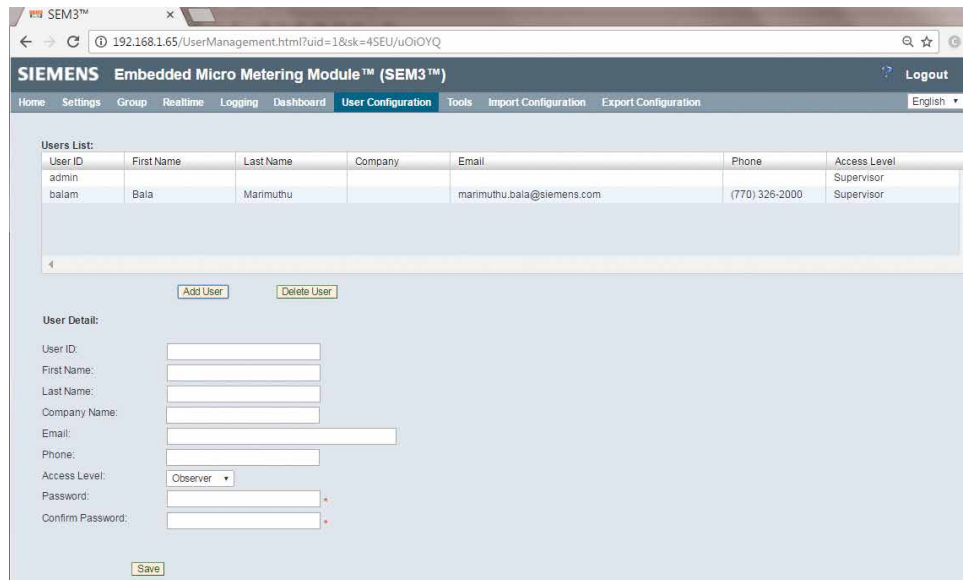 SEM3™
192.168.1.65/UserManagement.html?uid=1&sk=4SEU/uOiOYQ
SIEMENS Embedded Micro Metering Module™ (SEM3™) ? Logout
Home Settings Group Realtime Logging Dashboard User Configuration Tools Import Configuration Export Configuration English
Users List:
User ID First Name Last Name Company Email Phone Access Level
admin Supervisor
balam Bala Marimuthu marimuthu.bala@siemens.com (770) 326-2000 Supervisor
Add User Delete User
User Detail:
User ID:
First Name:
Last Name:
Company Name:
Email:
Phone:
Access Level: Observer
Password: *
Confirm Password: *
Save